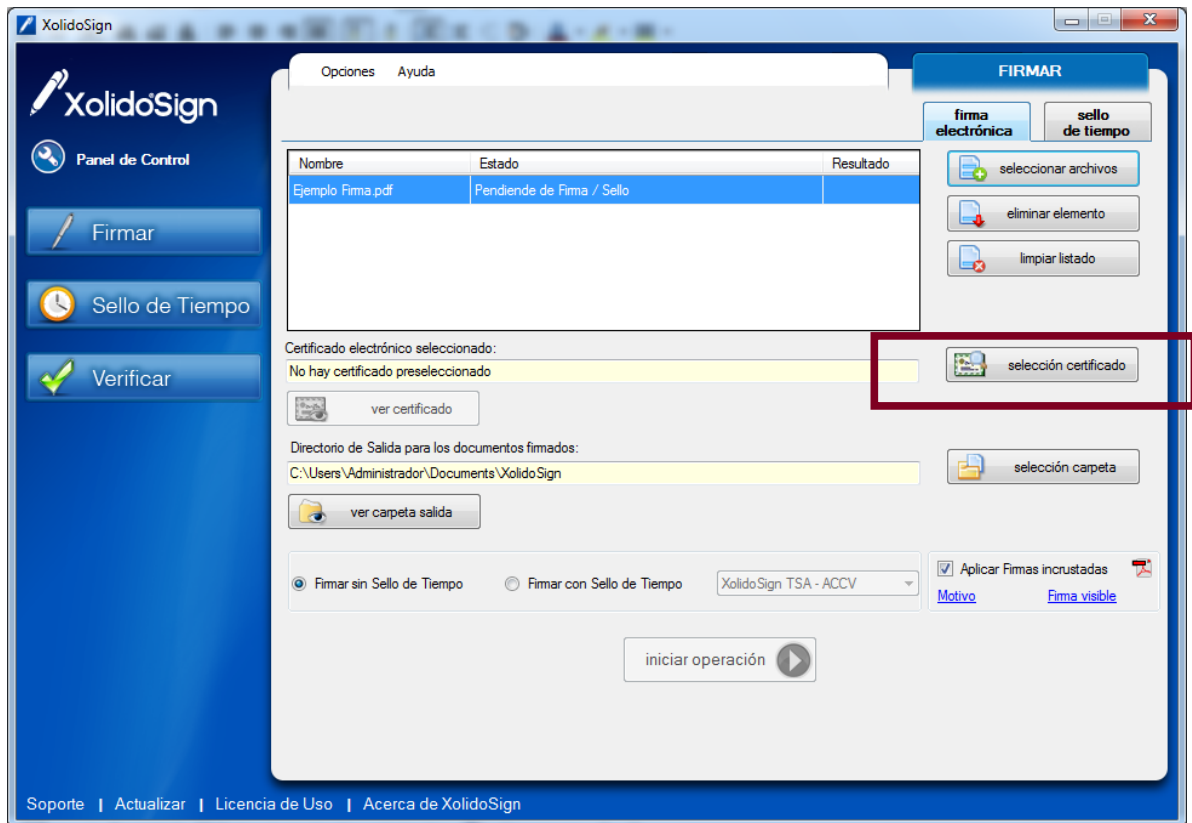 XolidoSign
XolidoSign
Panel de Control
Firmar
Sello de Tiempo
Verificar
Opciones Ayuda
FIRMAR
firma
electrónica
sello
de tiempo
Nombre Estado Resultado
Ejemplo Firma.pdf Pendiende de Firma / Sello
seleccionar archivos
eliminar elemento
limpiar listado
Certificado electrónico seleccionado:
No hay certificado preseleccionado
selección certificado
ver certificado
Directorio de Salida para los documentos firmados:
C:\Users\Administrador\Documents\XolidoSign
selección carpeta
ver carpeta salida
Firmar sin Sello de Tiempo Firmar con Sello de Tiempo XolidoSign TSA - ACCV
Aplicar Firmas incrustadas
Motivo Firma visible
iniciar operación
Soporte | Actualizar | Licencia de Uso | Acerca de XolidoSign